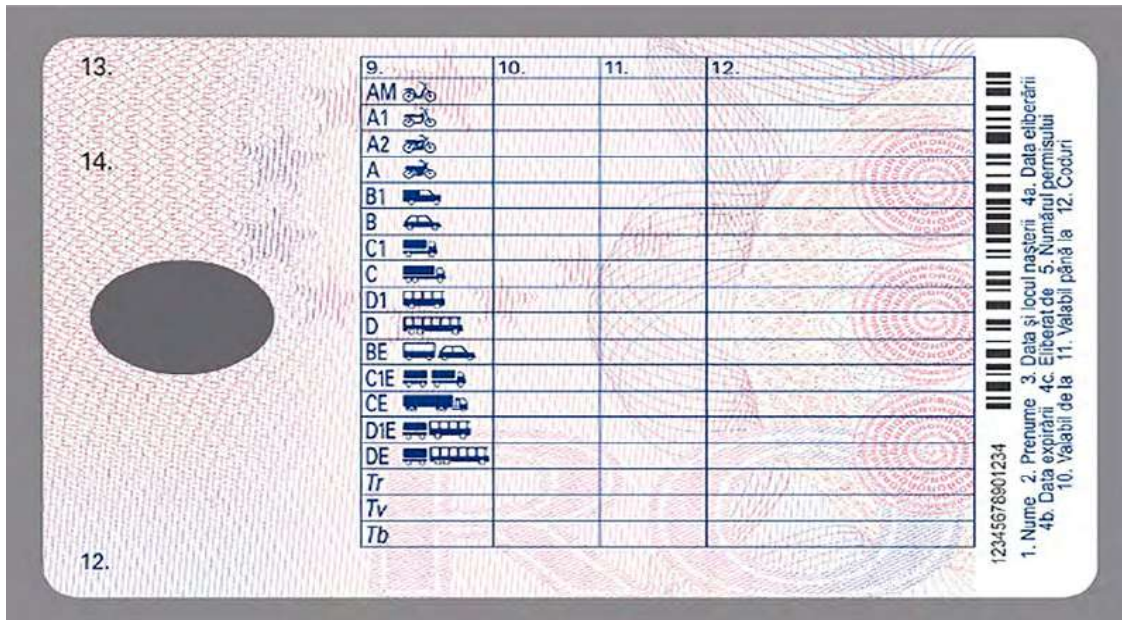 13.
14.
12.
9. 10. 11. 12.
AM
A1
A2
A
B1
B
C1
C
D1
D
BE
C1E
CE
D1E
DE
Tr
Tv
Tb
12345678901234
1. Nume 2. Prenume 3. Data și locul nașterii 4a. Data eliberării
4b. Data expirării 4c. Eliberat de 5. Numărul permisului
10. Valabil de la 11. Valabil până la 12. Coduri